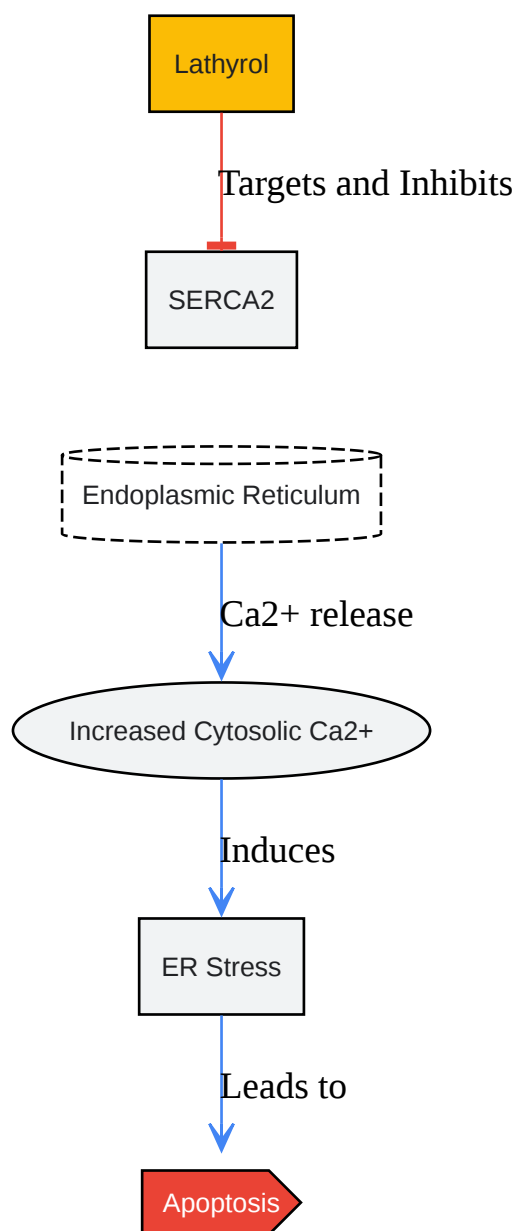 Lathyrol
Targets and Inhibits
SERCA2
Endoplasmic Reticulum
Ca2+ release
Increased Cytosolic Ca2+
Induces
ER Stress
Leads to
Apoptosis